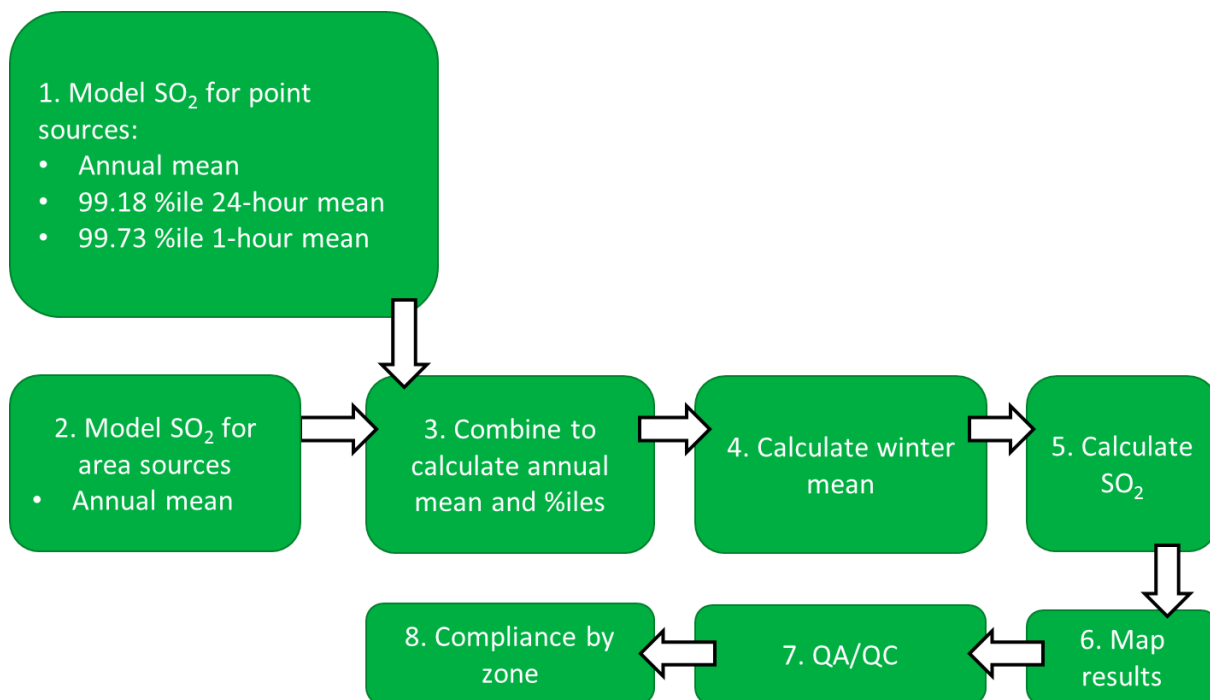 1. Model SO₂ for point
sources:
• Annual mean
• 99.18 %ile 24-hour mean
• 99.73 %ile 1-hour mean
2. Model SO₂ for
area sources
• Annual mean
3. Combine to
calculate annual
mean and %iles
4. Calculate winter
mean
5. Calculate
SO₂
6. Map
results
7. QA/QC
8. Compliance by
zone